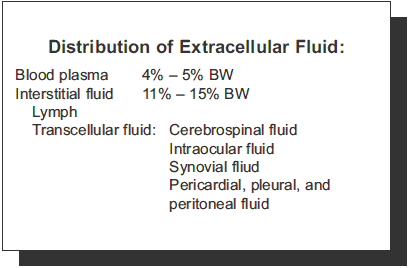 Distribution of Extracellular Fluid:
Blood plasma 4% – 5% BW
Interstitial fluid 11% – 15% BW
Lymph
Transcellular fluid: Cerebrospinal fluid
Intraocular fluid
Synovial fliud
Pericardial, pleural, and
peritoneal fluid